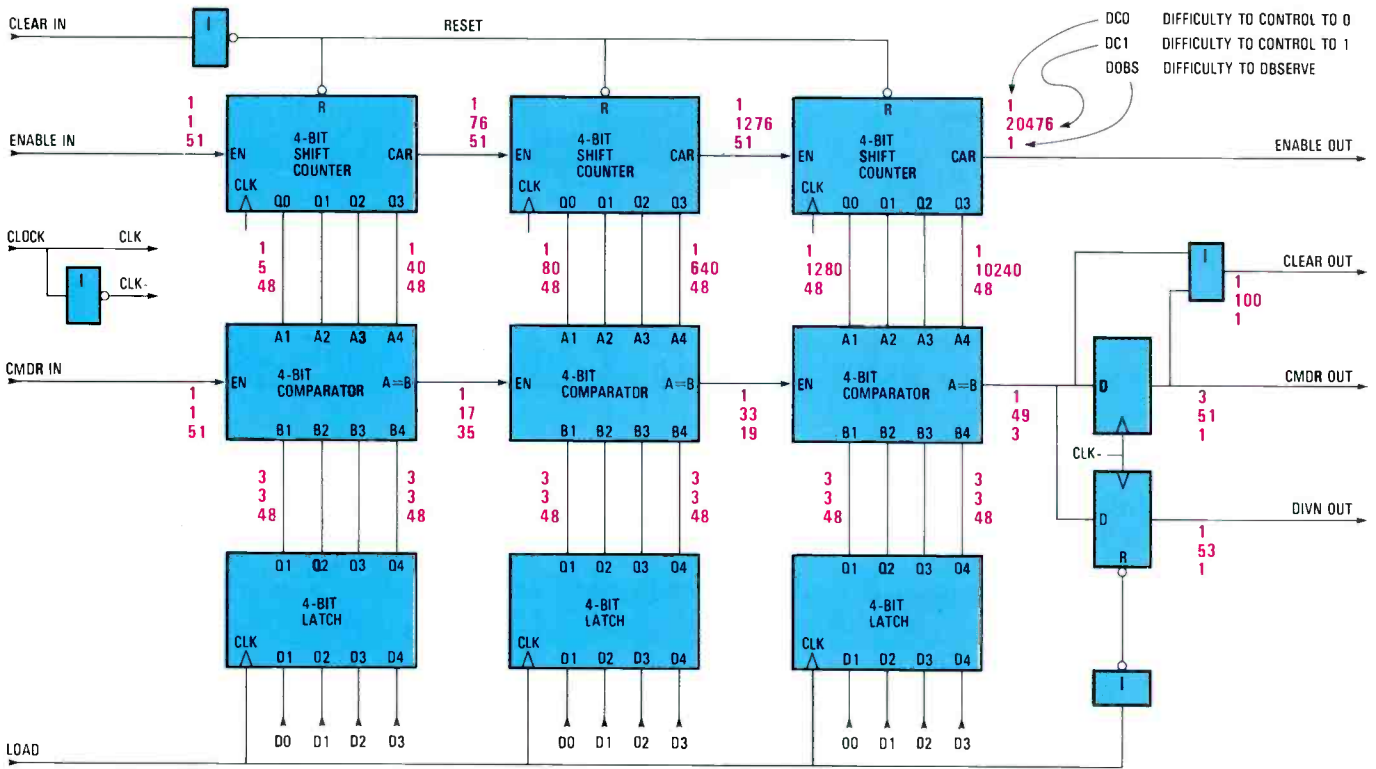 CLEAR IN
I
RESET
DC0 DIFFICULTY TO CONTROL TO 0
DC1 DIFFICULTY TO CONTROL TO 1
DOBS DIFFICULTY TO DBSERVE
ENABLE IN
1
1
51
R
EN
4-BIT
SHIFT
COUNTER
CAR
CLK
Q0 Q1 Q2 Q3
1
76
51
R
EN
4-BIT
SHIFT
COUNTER
CAR
CLK
Q0 Q1 Q2 Q3
1
1276
51
R
EN
4-BIT
SHIFT
COUNTER
CAR
CLK
Q0 Q1 Q2 Q3
1
20476
1
ENABLE OUT
CLOCK
CLK
I
CLK-
1
5
48
1
40
48
1
80
48
1
640
48
1
1280
48
1
10240
48
I
CLEAR OUT
1
100
1
CMDR IN
1
1
51
A1 A2 A3 A4
EN
4-BIT
COMPARATOR
A=B
B1 B2 B3 B4
1
17
35
A1 A2 A3 A4
EN
4-BIT
COMPARATDR
A=B
B1 B2 B3 B4
1
33
19
A1 A2 A3 A4
EN
4-BIT
COMPARATOR
A=B
B1 B2 B3 B4
1
49
3
D
CMDR OUT
3
51
1
CLK-
D
R
DIVN OUT
1
53
1
3
3
48
3
3
48
3
3
48
3
3
48
3
3
48
3
3
48
Q1 Q2 Q3 Q4
4-BIT
LATCH
CLK
D1 D2 D3 D4
Q1 Q2 Q3 Q4
4-BIT
LATCH
CLK
D1 D2 D3 D4
Q1 Q2 Q3 Q4
4-BIT
LATCH
CLK
D1 D2 D3 D4
I
D0 D1 D2 D3
D0 D1 O2 D3
O0 D1 D2 D3
LOAD